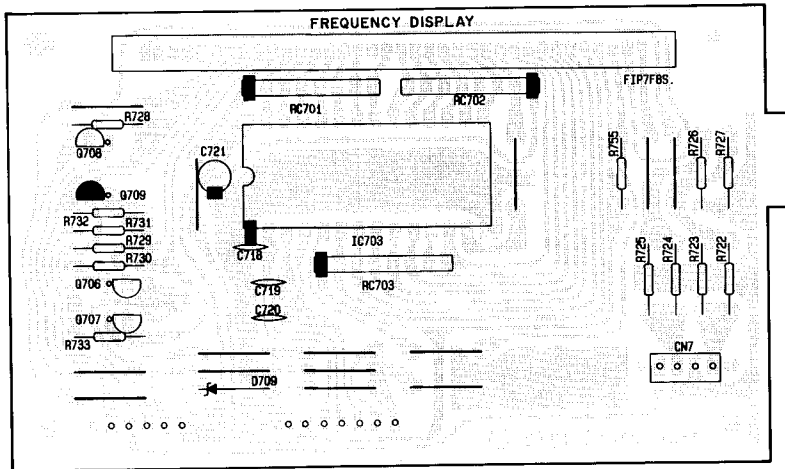 FREQUENCY DISPLAY
FIP7F8S.
RC701
RC702
R728
Q708
C721
R755
R726
R727
Q709
R732
R731
R729
R730
IC703
C718
R725
R724
R723
R722
Q706
C719
RC703
Q707
C720
R733
CN7
D709